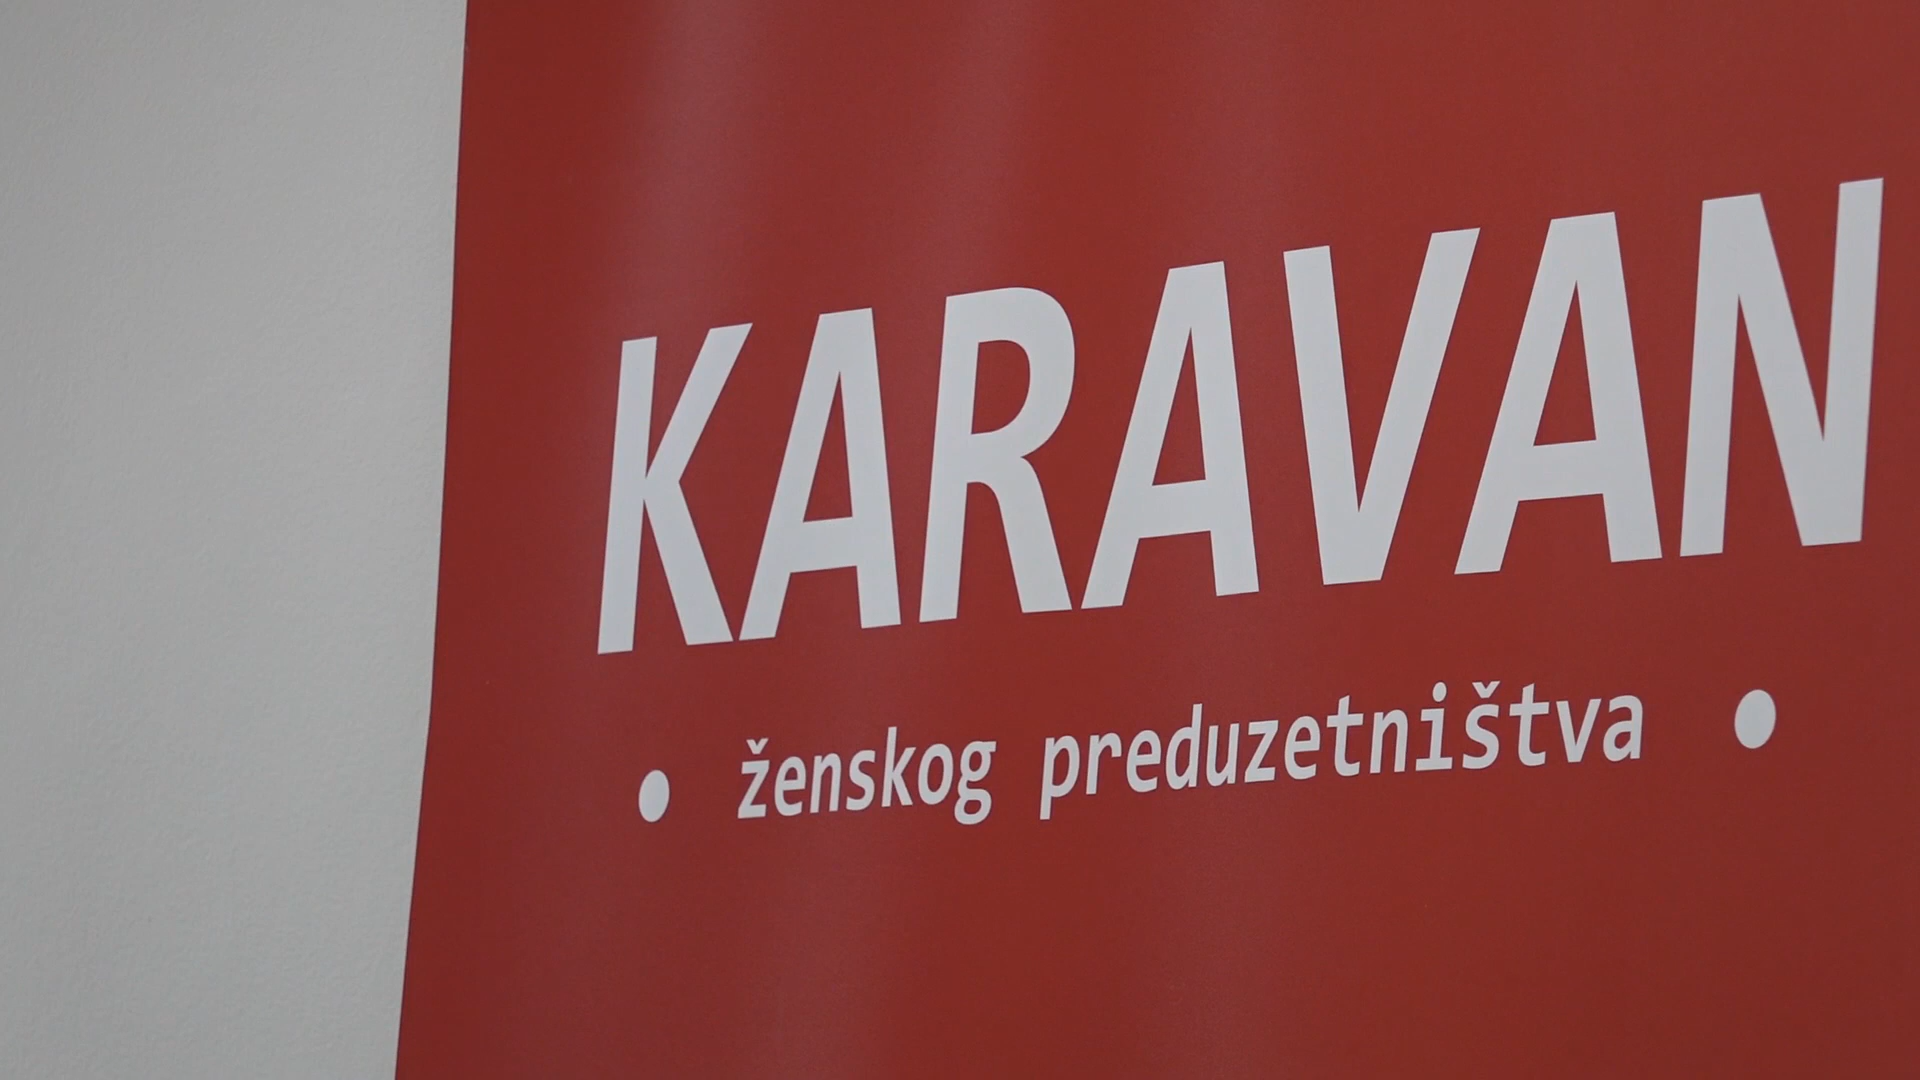 KARAVAN
• ženskog preduzetništva •